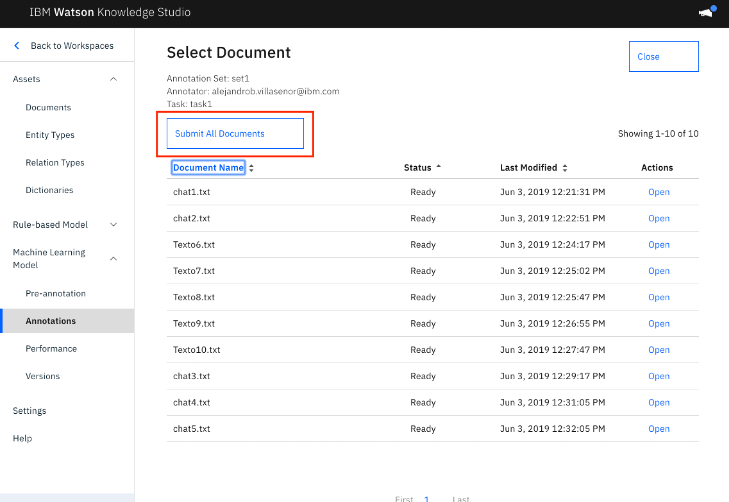 IBM Watson Knowledge Studio
Back to Workspaces
Assets
Documents
Entity Types
Relation Types
Dictionaries
Rule-based Model
Machine Learning
Model
Pre-annotation
Annotations
Performance
Versions
Settings
Help
Select Document
Close
Annotation Set: set1
Annotator: alejandrob.villasenor@ibm.com
Task: task1
Submit All Documents
Showing 1-10 of 10
Document Name Status Last Modified Actions
chat1.txt Ready Jun 3, 2019 12:21:31 PM Open
chat2.txt Ready Jun 3, 2019 12:22:51 PM Open
Texto6.txt Ready Jun 3, 2019 12:24:17 PM Open
Texto7.txt Ready Jun 3, 2019 12:25:02 PM Open
Texto8.txt Ready Jun 3, 2019 12:25:47 PM Open
Texto9.txt Ready Jun 3, 2019 12:26:55 PM Open
Texto10.txt Ready Jun 3, 2019 12:27:47 PM Open
chat3.txt Ready Jun 3, 2019 12:29:17 PM Open
chat4.txt Ready Jun 3, 2019 12:31:05 PM Open
chat5.txt Ready Jun 3, 2019 12:32:05 PM Open
First 1 Last